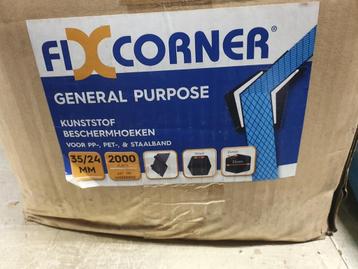 FIXCORNER®
GENERAL PURPOSE
KUNSTSTOF
BESCHERMHOEKEN
VOOR PP-, PET-, & STAALBAND
35/24
MM
2000